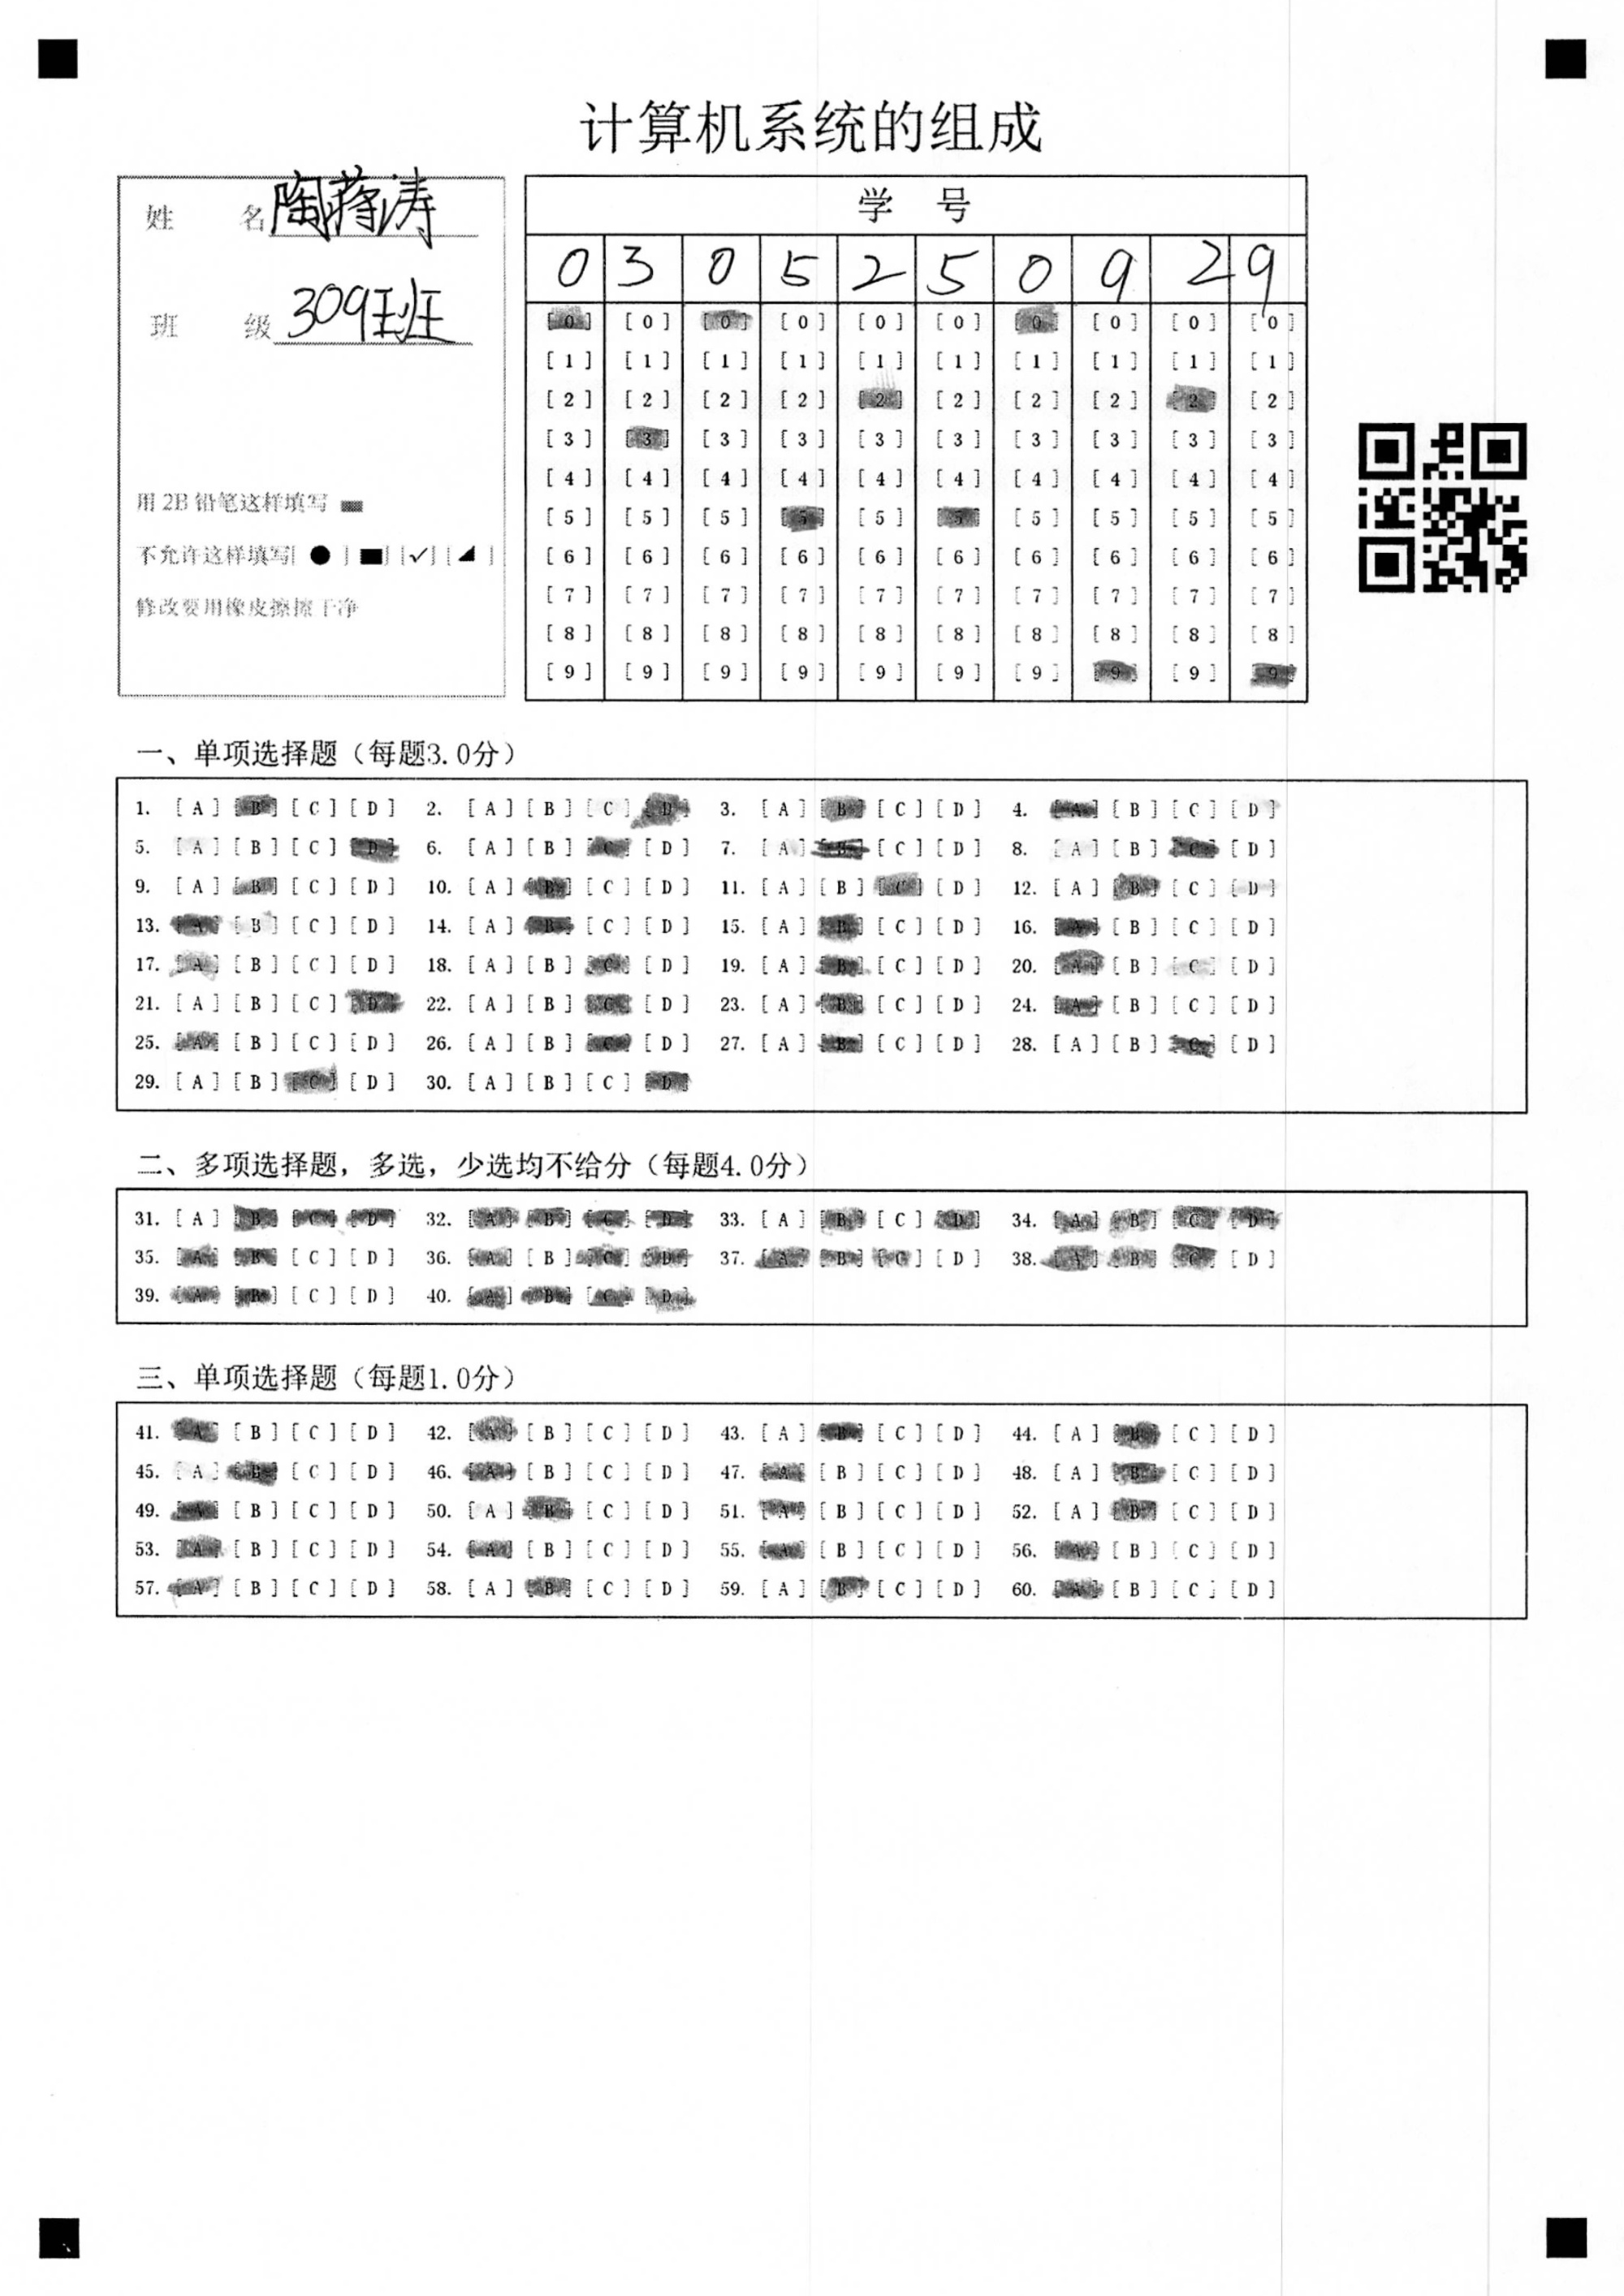 计算机系统的组成
姓 名 陶蒋涛
班 级 309班
用 2B 铅笔这样填写
不允许这样填写[ ● ] [■] [✓] [◢ ]
修改要用橡皮擦擦干净
学 号
0 3 0 5 2 5 0 9 2 9
[0] [0] [0] [0] [0] [0] [0] [0] [0] [0]
[1] [1] [1] [1] [1] [1] [1] [1] [1] [1]
[2] [2] [2] [2] [2] [2] [2] [2] [2] [2]
[3] [3] [3] [3] [3] [3] [3] [3] [3] [3]
[4] [4] [4] [4] [4] [4] [4] [4] [4] [4]
[5] [5] [5] [5] [5] [5] [5] [5] [5] [5]
[6] [6] [6] [6] [6] [6] [6] [6] [6] [6]
[7] [7] [7] [7] [7] [7] [7] [7] [7] [7]
[8] [8] [8] [8] [8] [8] [8] [8] [8] [8]
[9] [9] [9] [9] [9] [9] [9] [9] [9] [9]
一、单项选择题（每题3.0分）
1. [A] [B] [C] [D] 2. [A] [B] [C] [D] 3. [A] [B] [C] [D] 4. [A] [B] [C] [D]
5. [A] [B] [C] [D] 6. [A] [B] [C] [D] 7. [A] [B] [C] [D] 8. [A] [B] [C] [D]
9. [A] [B] [C] [D] 10. [A] [B] [C] [D] 11. [A] [B] [C] [D] 12. [A] [B] [C] [D]
13. [A] [B] [C] [D] 14. [A] [B] [C] [D] 15. [A] [B] [C] [D] 16. [A] [B] [C] [D]
17. [A] [B] [C] [D] 18. [A] [B] [C] [D] 19. [A] [B] [C] [D] 20. [A] [B] [C] [D]
21. [A] [B] [C] [D] 22. [A] [B] [C] [D] 23. [A] [B] [C] [D] 24. [A] [B] [C] [D]
25. [A] [B] [C] [D] 26. [A] [B] [C] [D] 27. [A] [B] [C] [D] 28. [A] [B] [C] [D]
29. [A] [B] [C] [D] 30. [A] [B] [C] [D]
二、多项选择题，多选，少选均不给分（每题4.0分）
31. [A] [B] [C] [D] 32. [A] [B] [C] [D] 33. [A] [B] [C] [D] 34. [A] [B] [C] [D]
35. [A] [B] [C] [D] 36. [A] [B] [C] [D] 37. [A] [B] [C] [D] 38. [A] [B] [C] [D]
39. [A] [B] [C] [D] 40. [A] [B] [C] [D]
三、单项选择题（每题1.0分）
41. [A] [B] [C] [D] 42. [A] [B] [C] [D] 43. [A] [B] [C] [D] 44. [A] [B] [C] [D]
45. [A] [B] [C] [D] 46. [A] [B] [C] [D] 47. [A] [B] [C] [D] 48. [A] [B] [C] [D]
49. [A] [B] [C] [D] 50. [A] [B] [C] [D] 51. [A] [B] [C] [D] 52. [A] [B] [C] [D]
53. [A] [B] [C] [D] 54. [A] [B] [C] [D] 55. [A] [B] [C] [D] 56. [A] [B] [C] [D]
57. [A] [B] [C] [D] 58. [A] [B] [C] [D] 59. [A] [B] [C] [D] 60. [A] [B] [C] [D]